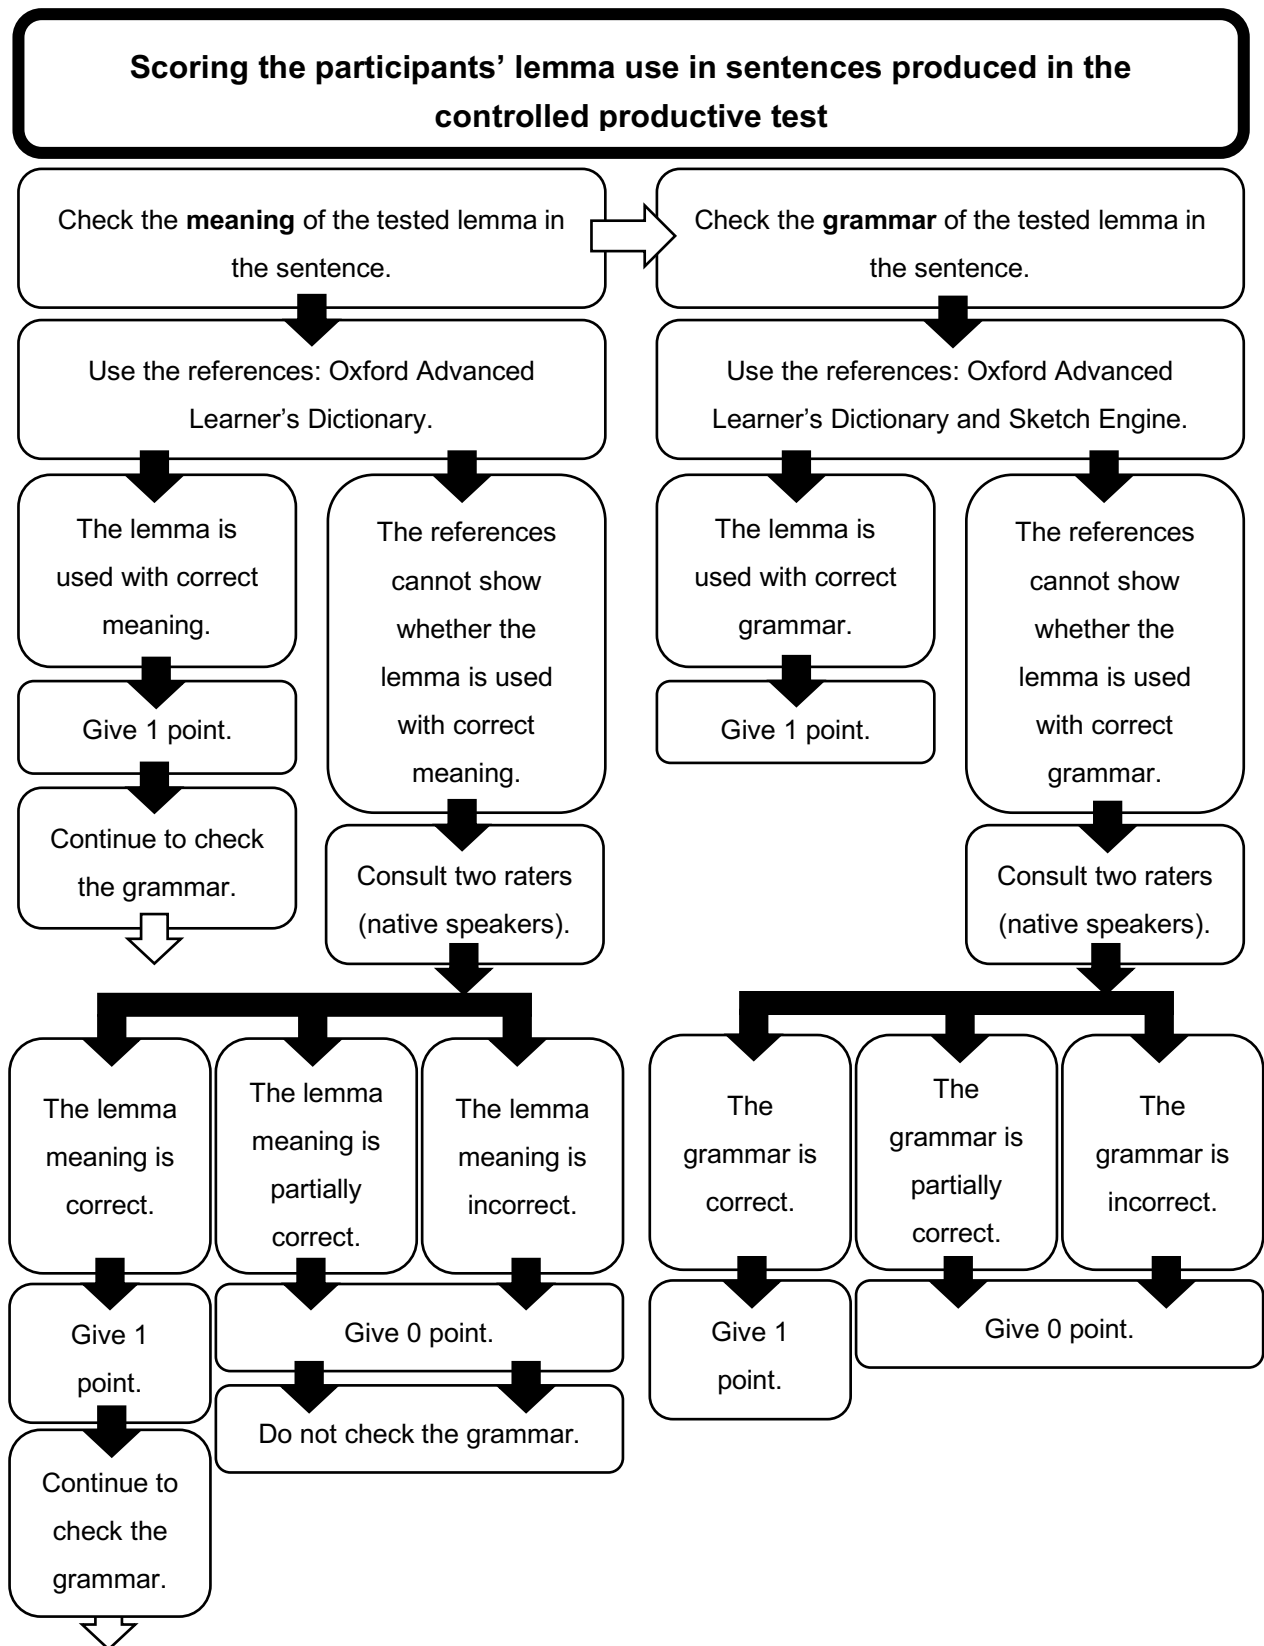 Scoring the participants’ lemma use in sentences produced in the
controlled productive test
Check the meaning of the tested lemma in
the sentence.
Use the references: Oxford Advanced
Learner’s Dictionary.
The lemma is
used with correct
meaning.
Give 1 point.
Continue to check
the grammar.
The references
cannot show
whether the
lemma is used
with correct
meaning.
Consult two raters
(native speakers).
The lemma
meaning is
correct.
Give 1
point.
Continue to
check the
grammar.
The lemma
meaning is
partially
correct.
The lemma
meaning is
incorrect.
Give 0 point.
Do not check the grammar.
Check the grammar of the tested lemma in
the sentence.
Use the references: Oxford Advanced
Learner’s Dictionary and Sketch Engine.
The lemma is
used with correct
grammar.
Give 1 point.
The references
cannot show
whether the
lemma is used
with correct
grammar.
Consult two raters
(native speakers).
The
grammar is
correct.
Give 1
point.
The
grammar is
partially
correct.
The
grammar is
incorrect.
Give 0 point.